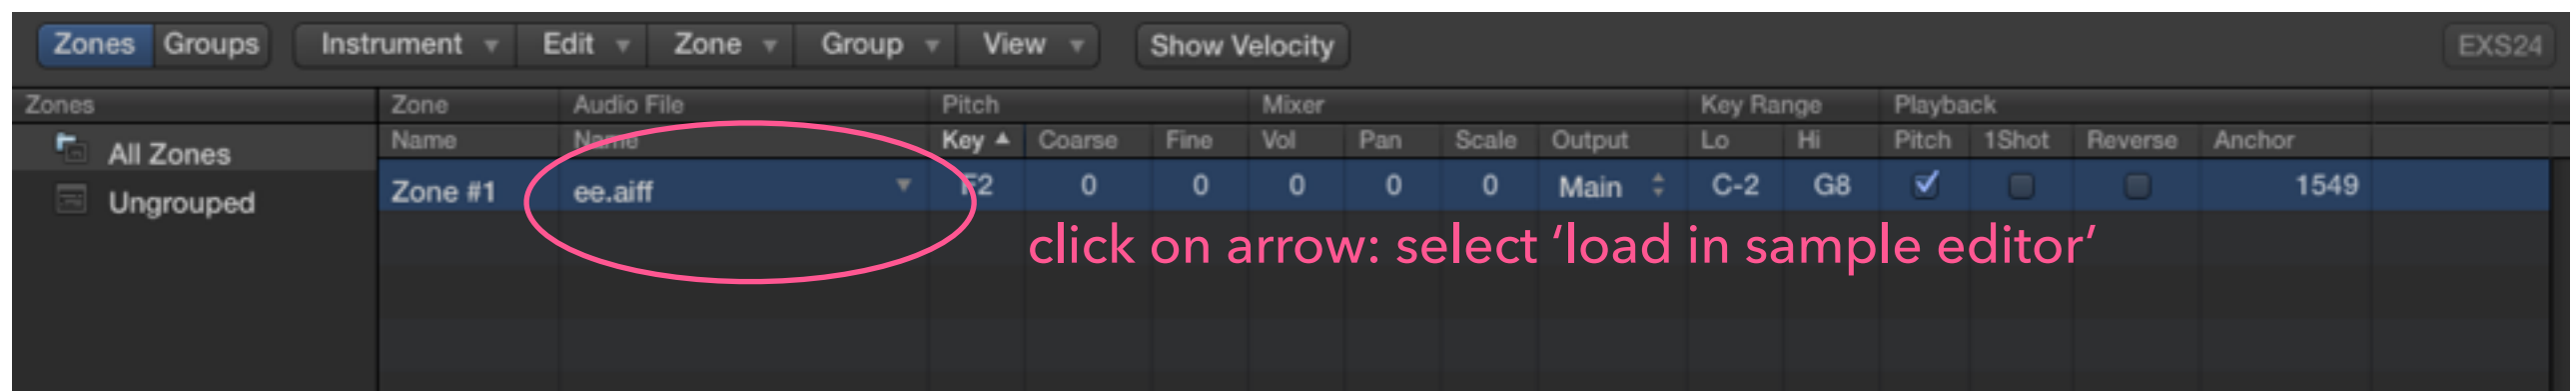 Zones Groups Instrument Edit Zone Group View Show Velocity EXS24
Zones Zone Audio File Pitch Mixer Key Range Playback
All Zones Name Name Key Coarse Fine Vol Pan Scale Output Lo Hi Pitch 1Shot Reverse Anchor
Ungrouped Zone #1 ee.aiff F2 0 0 0 0 0 Main C-2 G8 1549
click on arrow: select ‘load in sample editor’